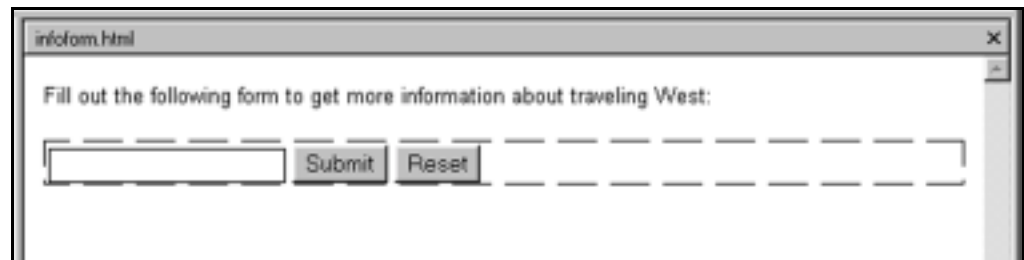 infoform.html
Fill out the following form to get more information about traveling West:
Submit Reset